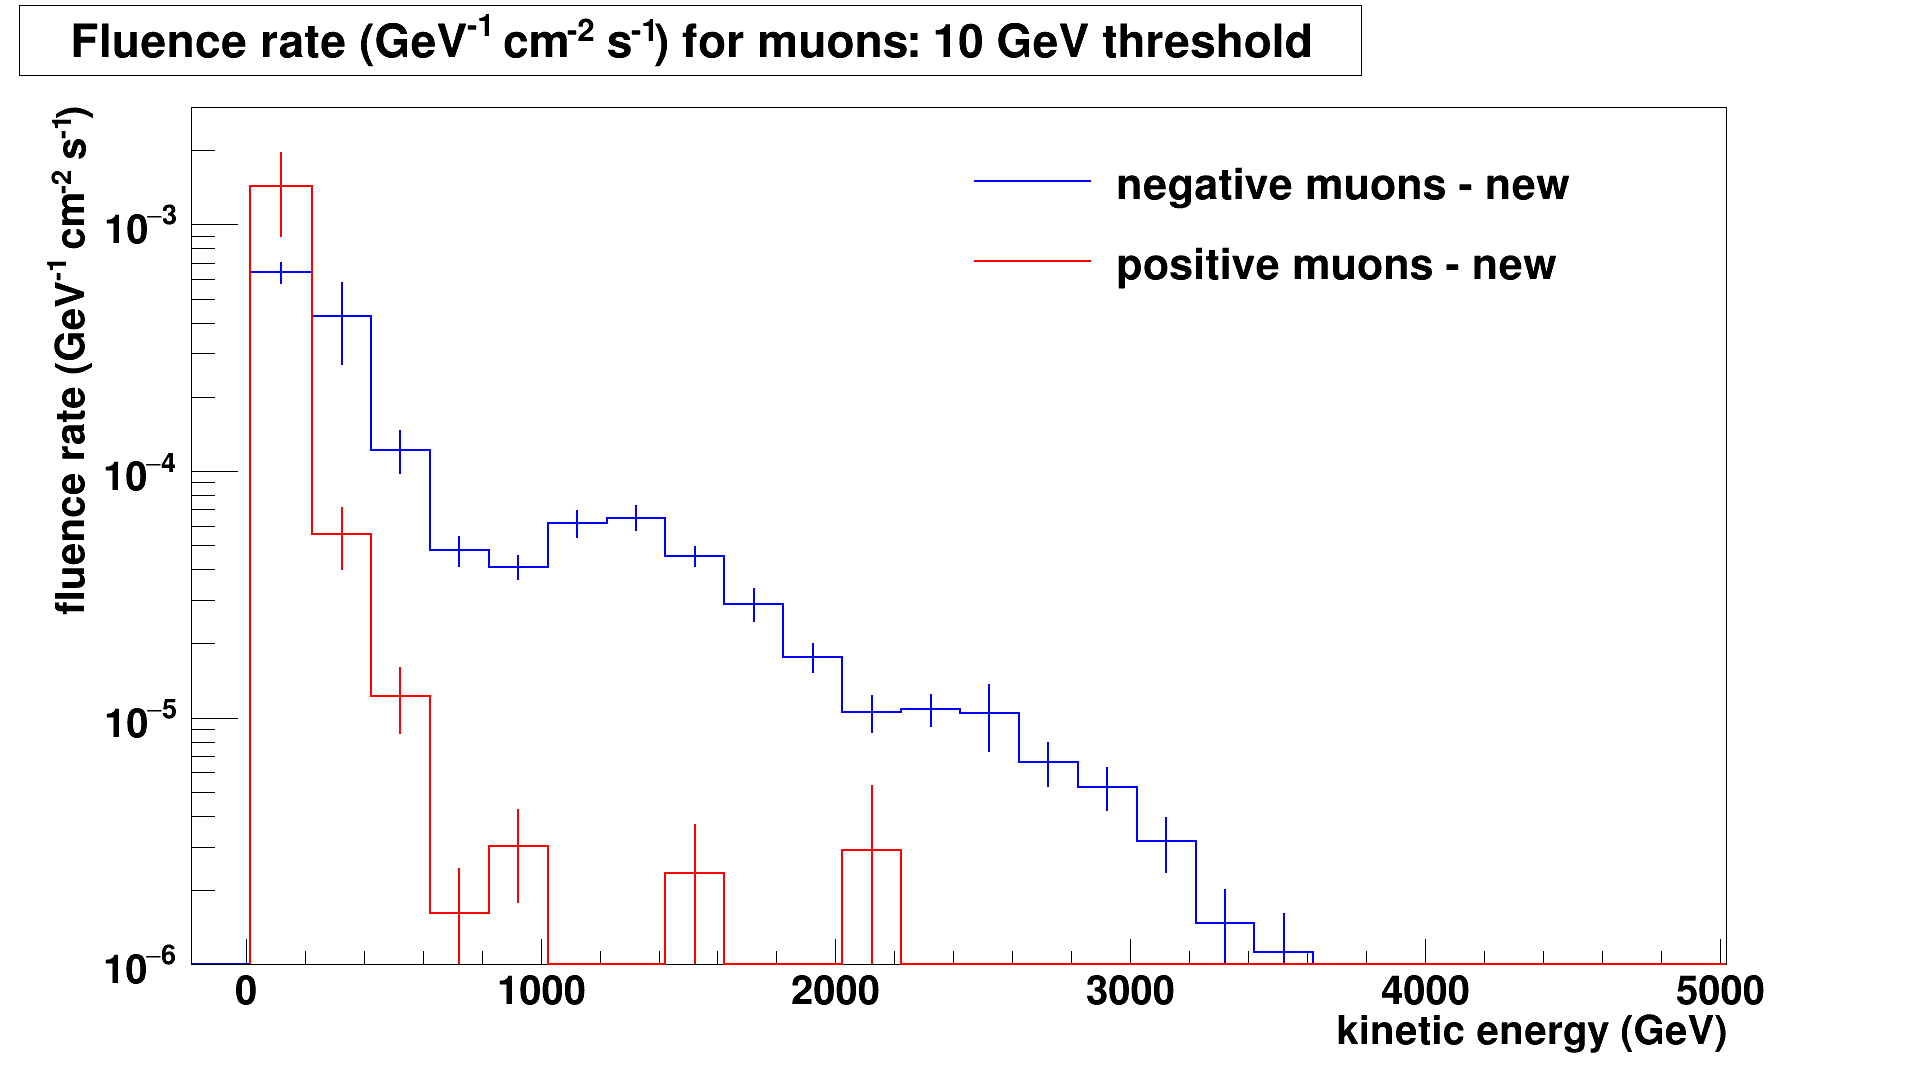 Fluence rate (GeV⁻¹ cm⁻² s⁻¹) for muons: 10 GeV threshold
fluence rate (GeV⁻¹ cm⁻² s⁻¹)
negative muons - new
positive muons - new
10⁻³
10⁻⁴
10⁻⁵
10⁻⁶
0 1000 2000 3000 4000 5000
kinetic energy (GeV)